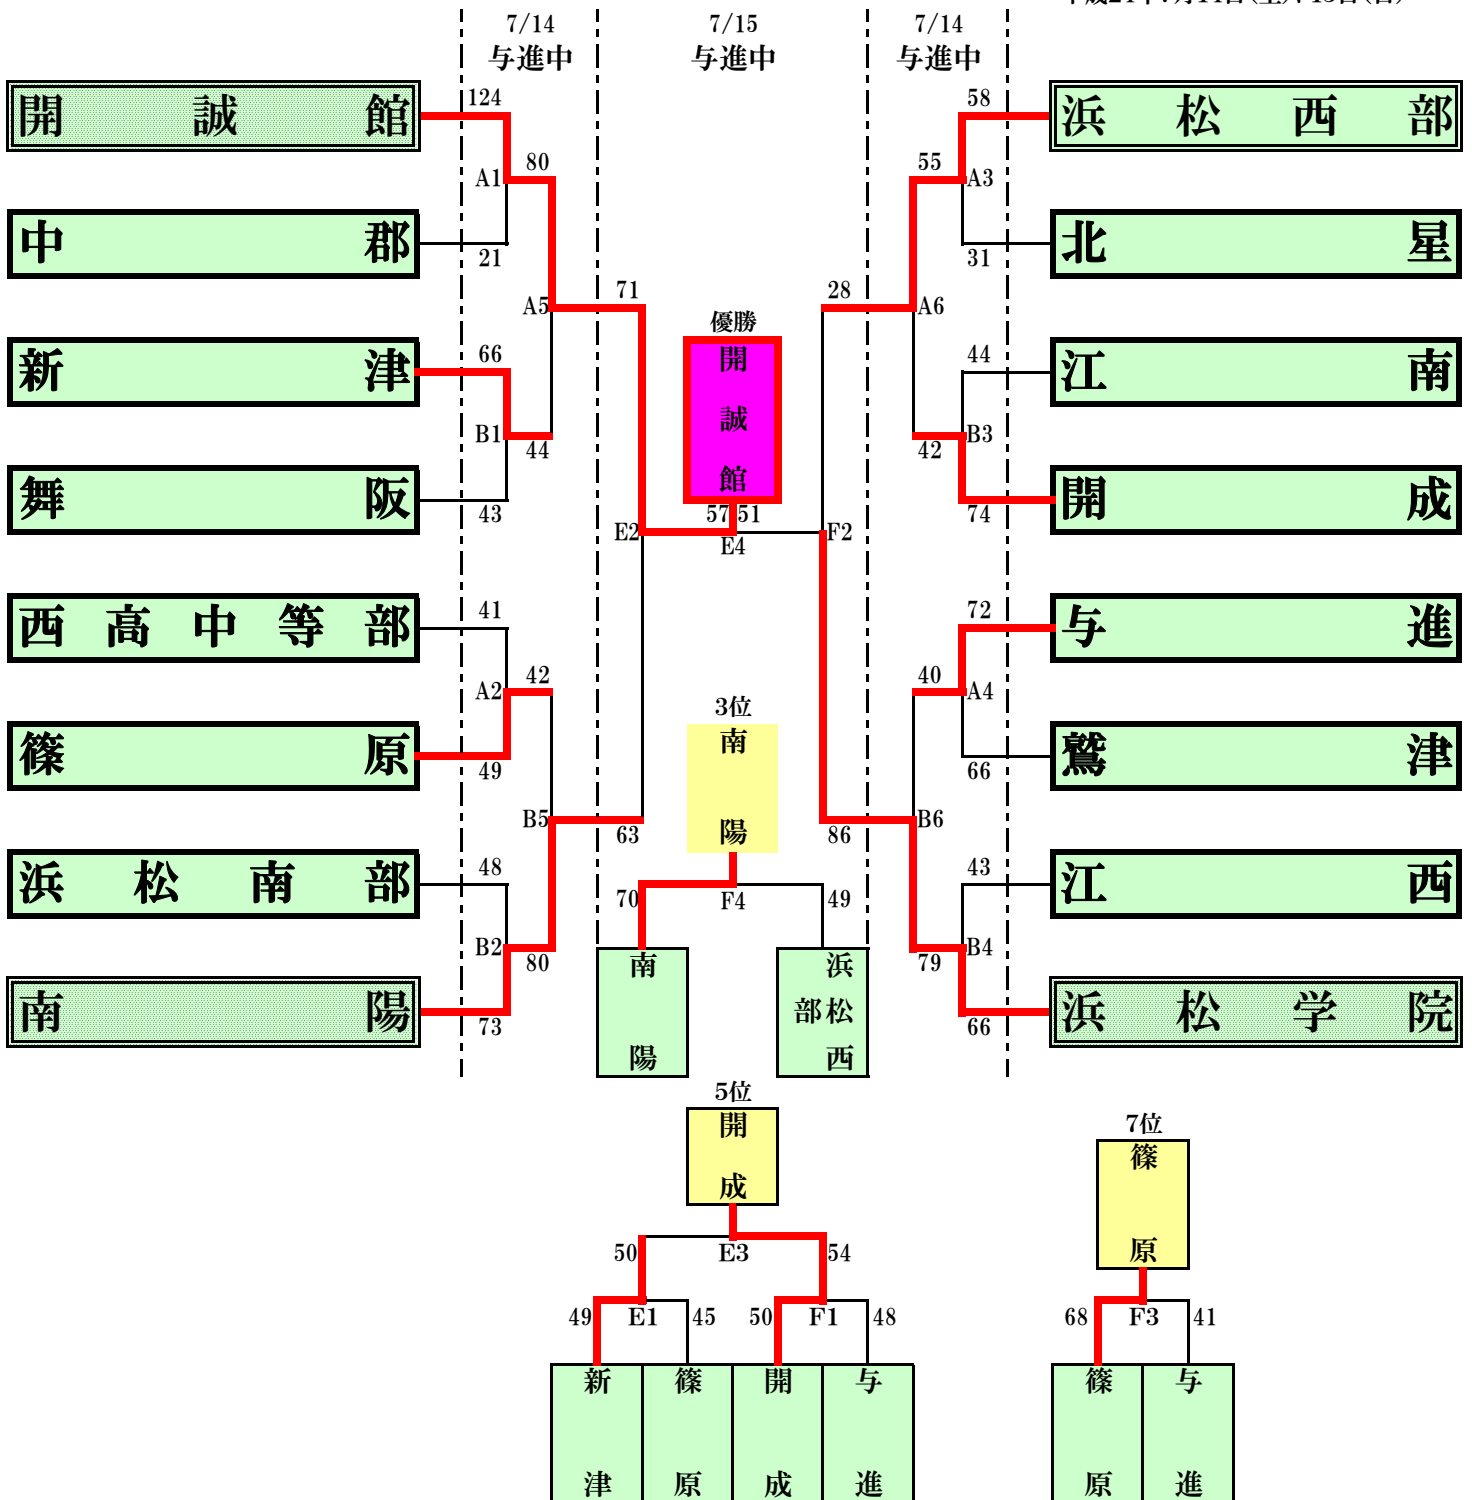 7/14
7/15
7/14
与進中
与進中
与進中
開誠館
124
58
浜松西部
80
55
A1
A3
中郡
21
31
北星
71
28
A5
A6
優勝
新津
66
開誠館
44
江南
B1
B3
44
42
舞阪
43
57 51
74
開成
E2
E4
F2
西高中等部
41
72
与進
42
40
A2
A4
3位
篠原
49
南陽
66
鷲津
B5
B6
63
86
浜松南部
48
43
江西
70
F4
49
B2
B4
80
79
南陽
73
南陽
浜松西部
66
浜松学院
5位
開成
7位
篠原
50
E3
54
49
E1
45
50
F1
48
68
F3
41
新津
篠原
開成
与進
篠原
与進